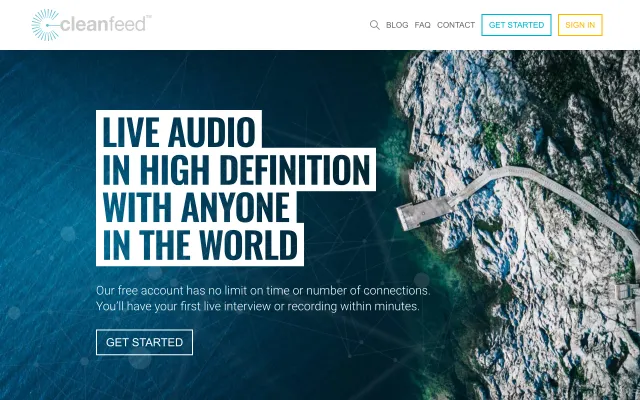 cleanfeed™
BLOG FAQ CONTACT GET STARTED SIGN IN
LIVE AUDIO
IN HIGH DEFINITION
WITH ANYONE
IN THE WORLD
Our free account has no limit on time or number of connections.
You'll have your first live interview or recording within minutes.
GET STARTED